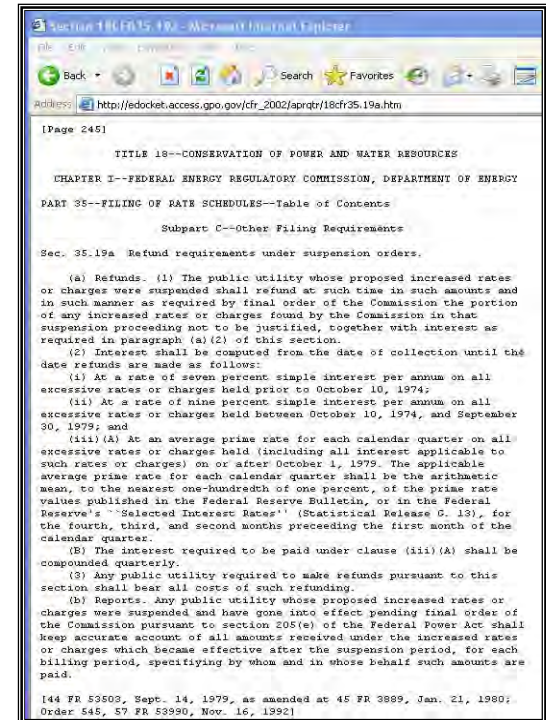 Section 18CFR35.19a - Microsoft Internet Explorer
File Edit
Back Search Favorites
Address http://edocket.access.gpo.gov/cfr_2002/aprqtr/18cfr35.19a.htm
[Page 245]
TITLE 18--CONSERVATION OF POWER AND WATER RESOURCES
CHAPTER I--FEDERAL ENERGY REGULATORY COMMISSION, DEPARTMENT OF ENERGY
PART 35--FILING OF RATE SCHEDULES--Table of Contents
Subpart C--Other Filing Requirements
Sec. 35.19a Refund requirements under suspension orders.
(a) Refunds. (1) The public utility whose proposed increased rates
or charges were suspended shall refund at such time in such amounts and
in such manner as required by final order of the Commission the portion
of any increased rates or charges found by the Commission in that
suspension proceeding not to be justified, together with interest as
required in paragraph (a)(2) of this section.
(2) Interest shall be computed from the date of collection until the
date refunds are made as follows:
(i) At a rate of seven percent simple interest per annum on all
excessive rates or charges held prior to October 10, 1974;
(ii) At a rate of nine percent simple interest per annum on all
excessive rates or charges held between October 10, 1974, and September
30, 1979; and
(iii)(A) At an average prime rate for each calendar quarter on all
excessive rates or charges held (including all interest applicable to
such rates or charges) on or after October 1, 1979. The applicable
average prime rate for each calendar quarter shall be the arithmetic
mean, to the nearest one-hundredth of one percent, of the prime rate
values published in the Federal Reserve Bulletin, or in the Federal
Reserve's ``Selected Interest Rates'' (Statistical Release G. 13), for
the fourth, third, and second months preceeding the first month of the
calendar quarter.
(B) The interest required to be paid under clause (iii)(A) shall be
compounded quarterly.
(3) Any public utility required to make refunds pursuant to this
section shall bear all costs of such refunding.
(b) Reports. Any public utility whose proposed increased rates or
charges were suspended and have gone into effect pending final order of
the Commission pursuant to section 205(e) of the Federal Power Act shall
keep accurate account of all amounts received under the increased rates
or charges which became effective after the suspension period, for each
billing period, specifiying by whom and in whose behalf such amounts are
paid.
[44 FR 53503, Sept. 14, 1979, as amended at 45 FR 3889, Jan. 21, 1980;
Order 545, 57 FR 53990, Nov. 16, 1992]